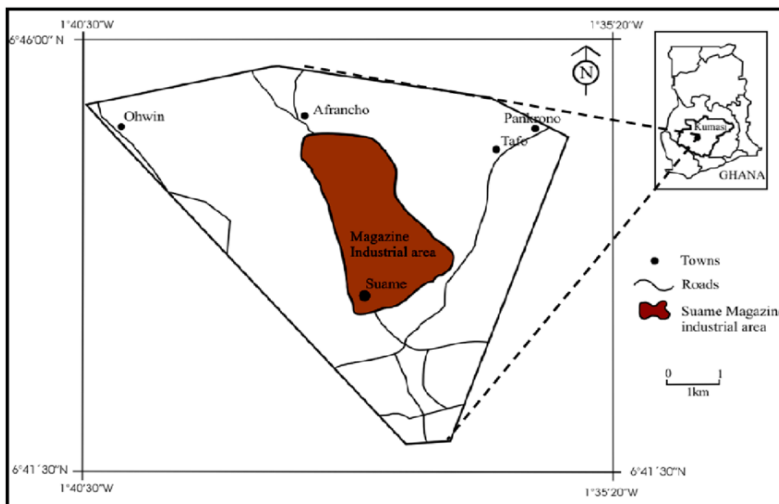 1°40'30"W
1°35'20"
6°46'00" N
N
Ohwin
Afrancho
Pankrono
Tafo
Kumasi
GHANA
Magazine
Industrial area
Suame
Towns
Roads
Suame Magazine
industrial area
0 1
1km
6°41'30"N
6°41'30"N
1°40'30"W
1°35'20"W